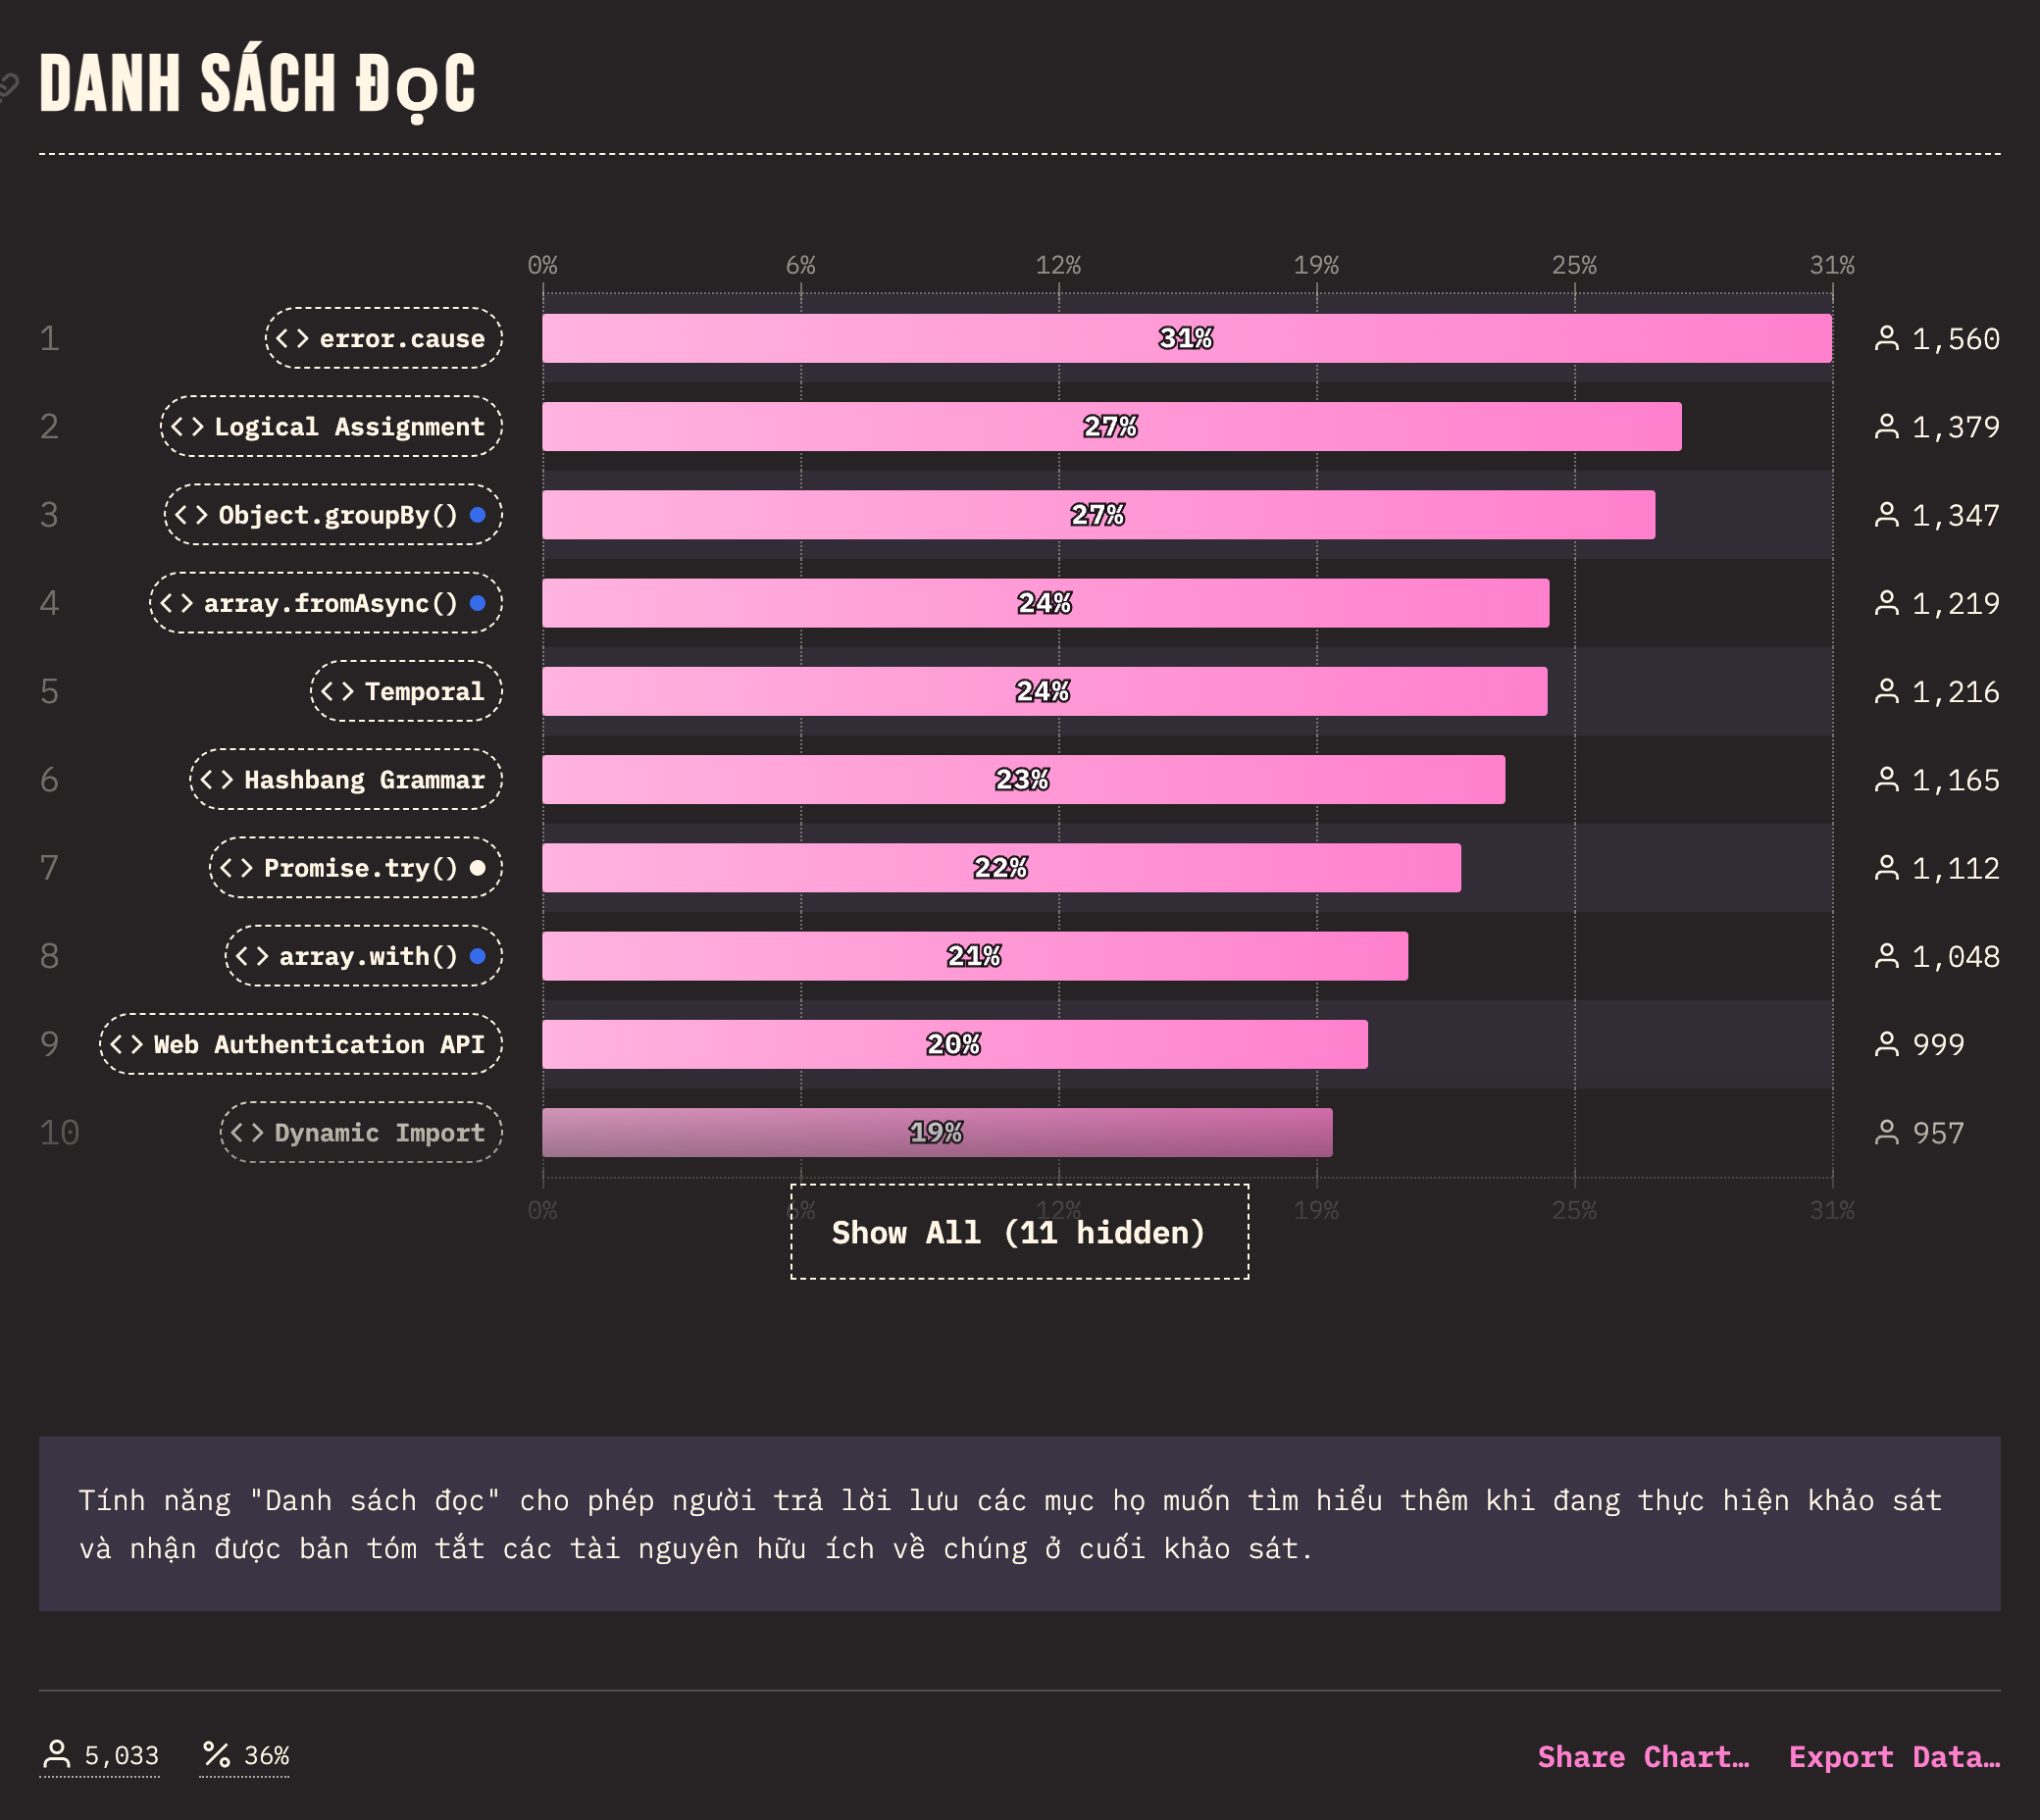 DANH SÁCH ĐỌC
0% 6% 12% 19% 25% 31%
1 <> error.cause 31% 1,560
2 <> Logical Assignment 27% 1,379
3 <> Object.groupBy() 27% 1,347
4 <> array.fromAsync() 24% 1,219
5 <> Temporal 24% 1,216
6 <> Hashbang Grammar 23% 1,165
7 <> Promise.try() 22% 1,112
8 <> array.with() 21% 1,048
9 <> Web Authentication API 20% 999
10 <> Dynamic Import 19% 957
0% 6% 12% 19% 25% 31%
Show All (11 hidden)
Tính năng "Danh sách đọc" cho phép người trả lời lưu các mục họ muốn tìm hiểu thêm khi đang thực hiện khảo sát
và nhận được bản tóm tắt các tài nguyên hữu ích về chúng ở cuối khảo sát.
5,033 % 36% Share Chart… Export Data…